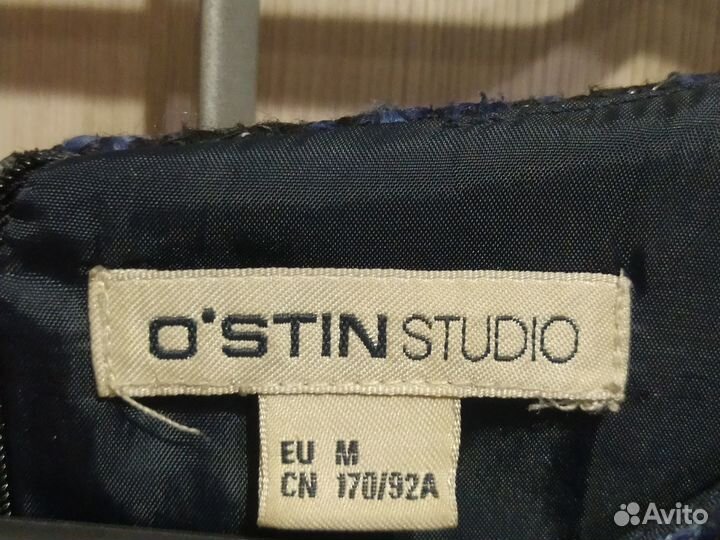 O'STIN STUDIO
EU M
CN 170/92A
Avito